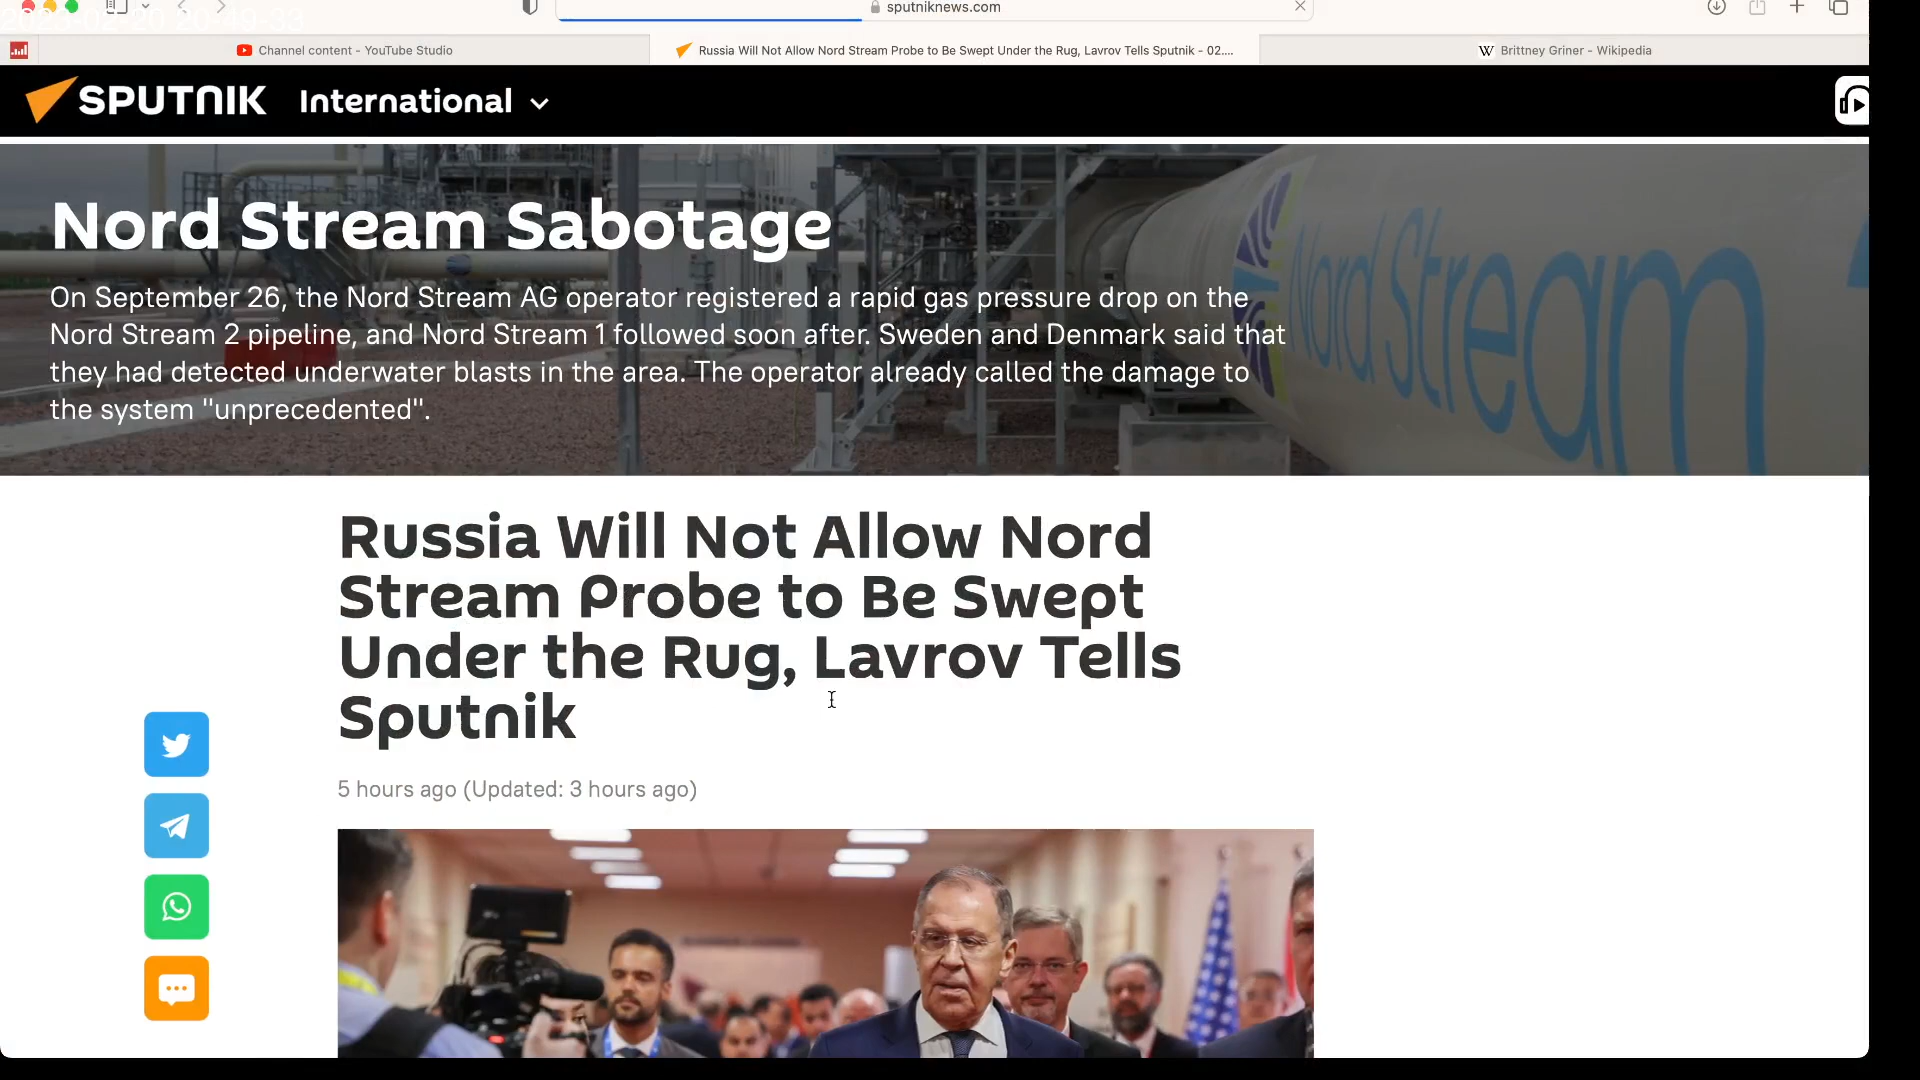 sputniknews.com
Channel content - YouTube Studio
Russia Will Not Allow Nord Stream Probe to Be Swept Under the Rug, Lavrov Tells Sputnik - 02....
W Brittney Griner - Wikipedia
SPUTNIK International
Nord Stream Sabotage
On September 26, the Nord Stream AG operator registered a rapid gas pressure drop on the
Nord Stream 2 pipeline, and Nord Stream 1 followed soon after. Sweden and Denmark said that
they had detected underwater blasts in the area. The operator already called the damage to
the system "unprecedented".
Nord Stream
Russia Will Not Allow Nord
Stream Probe to Be Swept
Under the Rug, Lavrov Tells
Sputnik
5 hours ago (Updated: 3 hours ago)